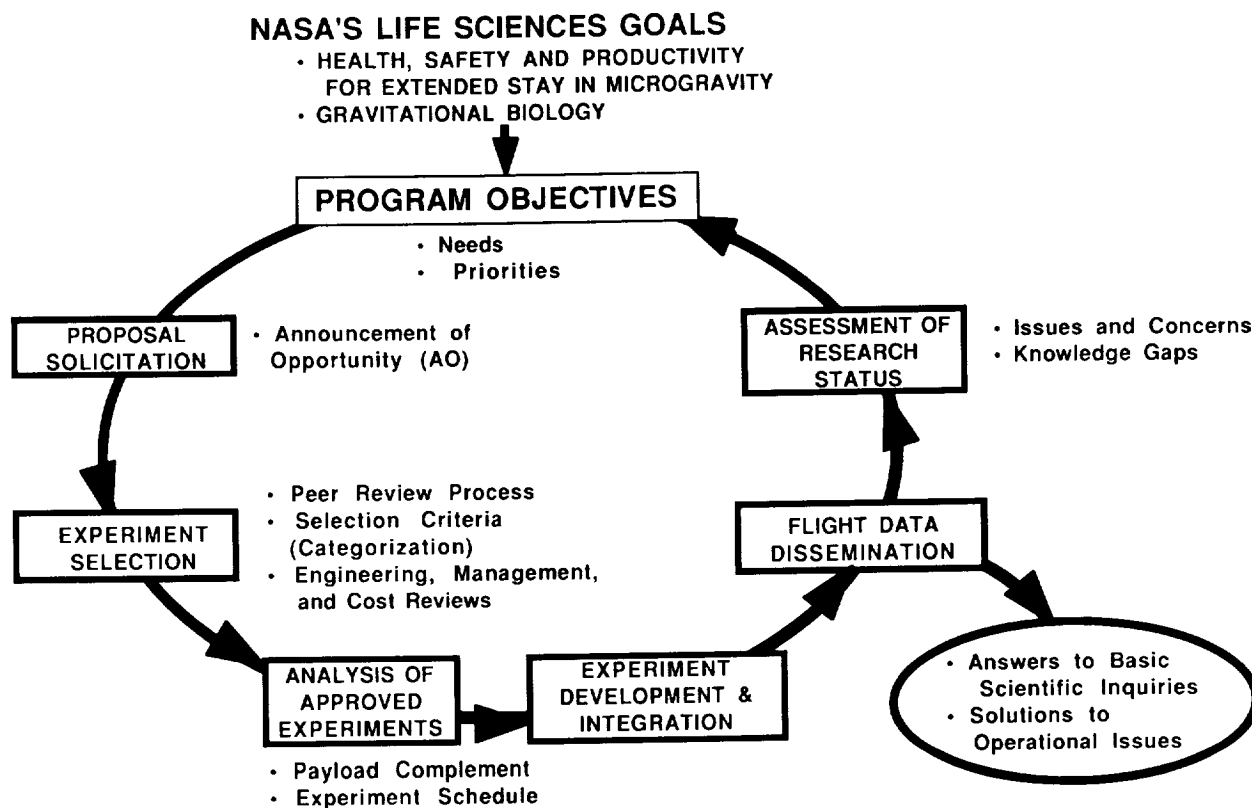 NASA'S LIFE SCIENCES GOALS
• HEALTH, SAFETY AND PRODUCTIVITY
FOR EXTENDED STAY IN MICROGRAVITY
• GRAVITATIONAL BIOLOGY
PROGRAM OBJECTIVES
• Needs
• Priorities
PROPOSAL
SOLICITATION
• Announcement of
Opportunity (AO)
EXPERIMENT
SELECTION
• Peer Review Process
• Selection Criteria
(Categorization)
• Engineering, Management,
and Cost Reviews
ANALYSIS OF
APPROVED
EXPERIMENTS
• Payload Complement
• Experiment Schedule
EXPERIMENT
DEVELOPMENT &
INTEGRATION
FLIGHT DATA
DISSEMINATION
• Answers to Basic
Scientific Inquiries
• Solutions to
Operational Issues
ASSESSMENT OF
RESEARCH
STATUS
• Issues and Concerns
• Knowledge Gaps